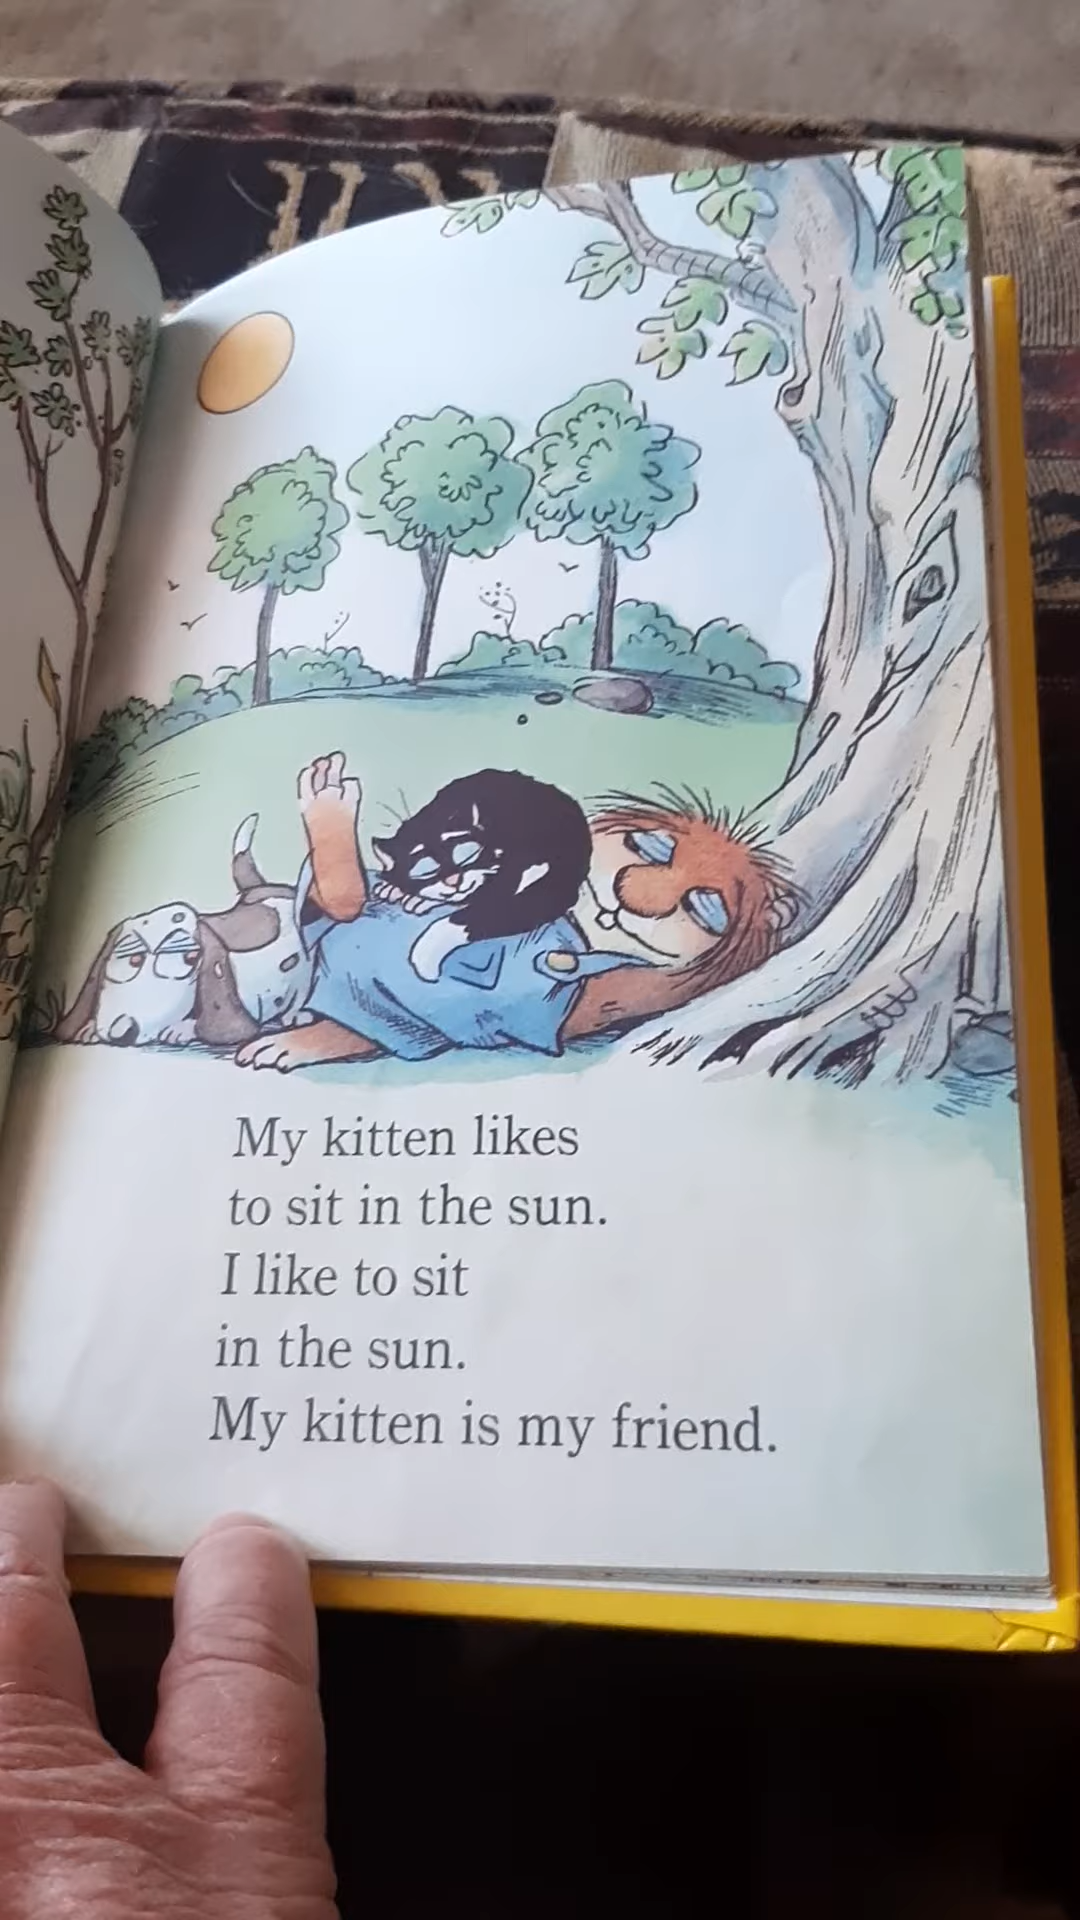 My kitten likes
to sit in the sun.
I like to sit
in the sun.
My kitten is my friend.